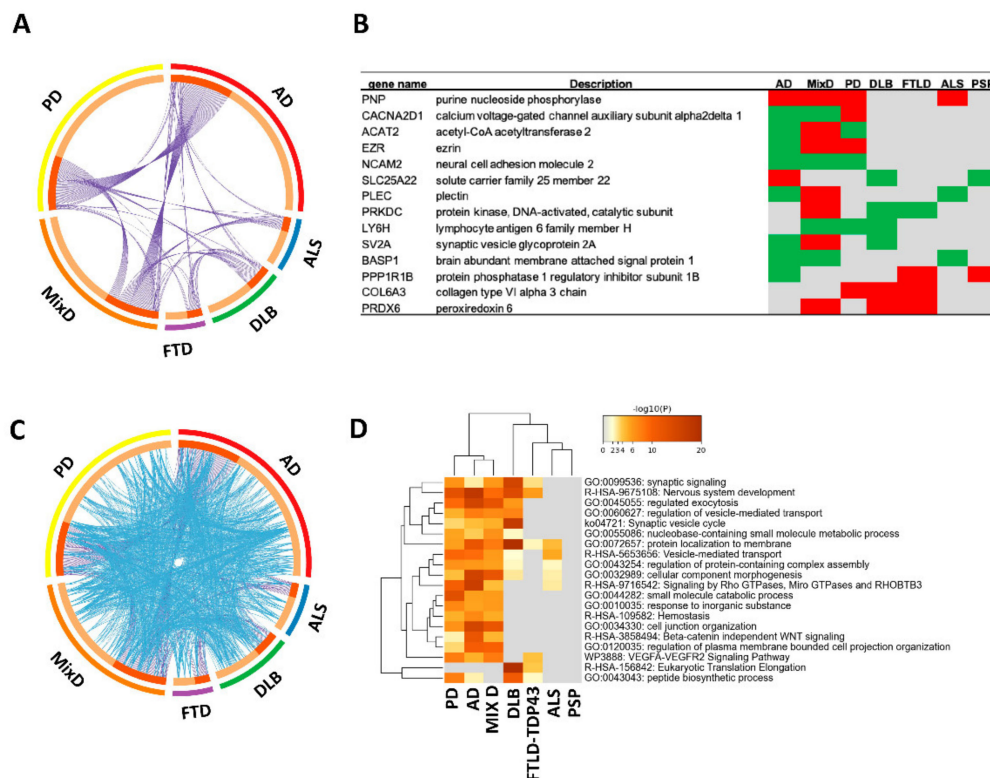 A
B
PD
AD
ALS
DLB
FTD
MixD
gene name Description AD MixD PD DLB FTLD ALS PSP
PNP purine nucleoside phosphorylase
CACNA2D1 calcium voltage-gated channel auxiliary subunit alpha2delta 1
ACAT2 acetyl-CoA acetyltransferase 2
EZR ezrin
NCAM2 neural cell adhesion molecule 2
SLC25A22 solute carrier family 25 member 22
PLEC plectin
PRKDC protein kinase, DNA-activated, catalytic subunit
LY6H lymphocyte antigen 6 family member H
SV2A synaptic vesicle glycoprotein 2A
BASP1 brain abundant membrane attached signal protein 1
PPP1R1B protein phosphatase 1 regulatory inhibitor subunit 1B
COL6A3 collagen type VI alpha 3 chain
PRDX6 peroxiredoxin 6
C
D
PD
AD
ALS
DLB
FTD
MixD
-log10(P)
0 2 3 4 6 10 20
GO:0099536: synaptic signaling
R-HSA-9675108: Nervous system development
GO:0045055: regulated exocytosis
GO:0060627: regulation of vesicle-mediated transport
ko04721: Synaptic vesicle cycle
GO:0055086: nucleobase-containing small molecule metabolic process
GO:0072657: protein localization to membrane
R-HSA-5653656: Vesicle-mediated transport
GO:0043254: regulation of protein-containing complex assembly
GO:0032989: cellular component morphogenesis
R-HSA-9716542: Signaling by Rho GTPases, Miro GTPases and RHOBTB3
GO:0044282: small molecule catabolic process
GO:0010035: response to inorganic substance
R-HSA-109582: Hemostasis
GO:0034330: cell junction organization
R-HSA-3858494: Beta-catenin independent WNT signaling
GO:0120035: regulation of plasma membrane bounded cell projection organization
WP3888: VEGFA-VEGFR2 Signaling Pathway
R-HSA-156842: Eukaryotic Translation Elongation
GO:0043043: peptide biosynthetic process
PD
AD
MIX D
DLB
FTLD-TDP43
ALS
PSP